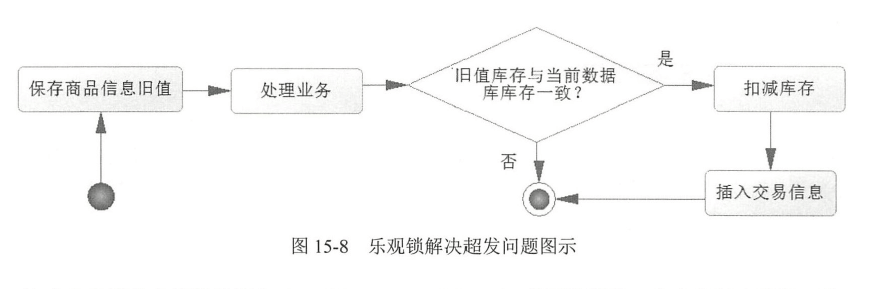 保存商品信息旧值
处理业务
旧值库存与当前数据
库库存一致？
是
扣减库存
否
插入交易信息
图 15-8 乐观锁解决超发问题图示